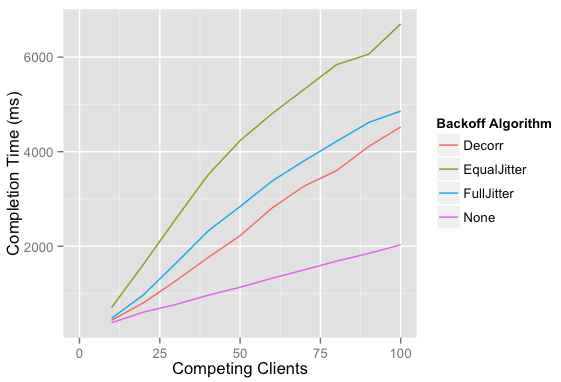 6000
4000
2000
Completion Time (ms)
0
25
50
75
100
Competing Clients
Backoff Algorithm
Decorr
EqualJitter
FullJitter
None